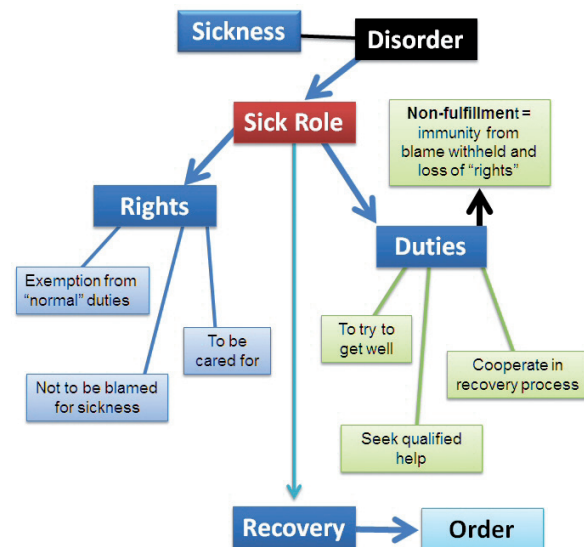 Sickness
Disorder
Sick Role
Non-fulfillment =
immunity from
blame withheld and
loss of “rights”
Rights
Duties
Exemption from
“normal” duties
To be
cared for
Not to be blamed
for sickness
To try to
get well
Cooperate in
recovery process
Seek qualified
help
Recovery
Order